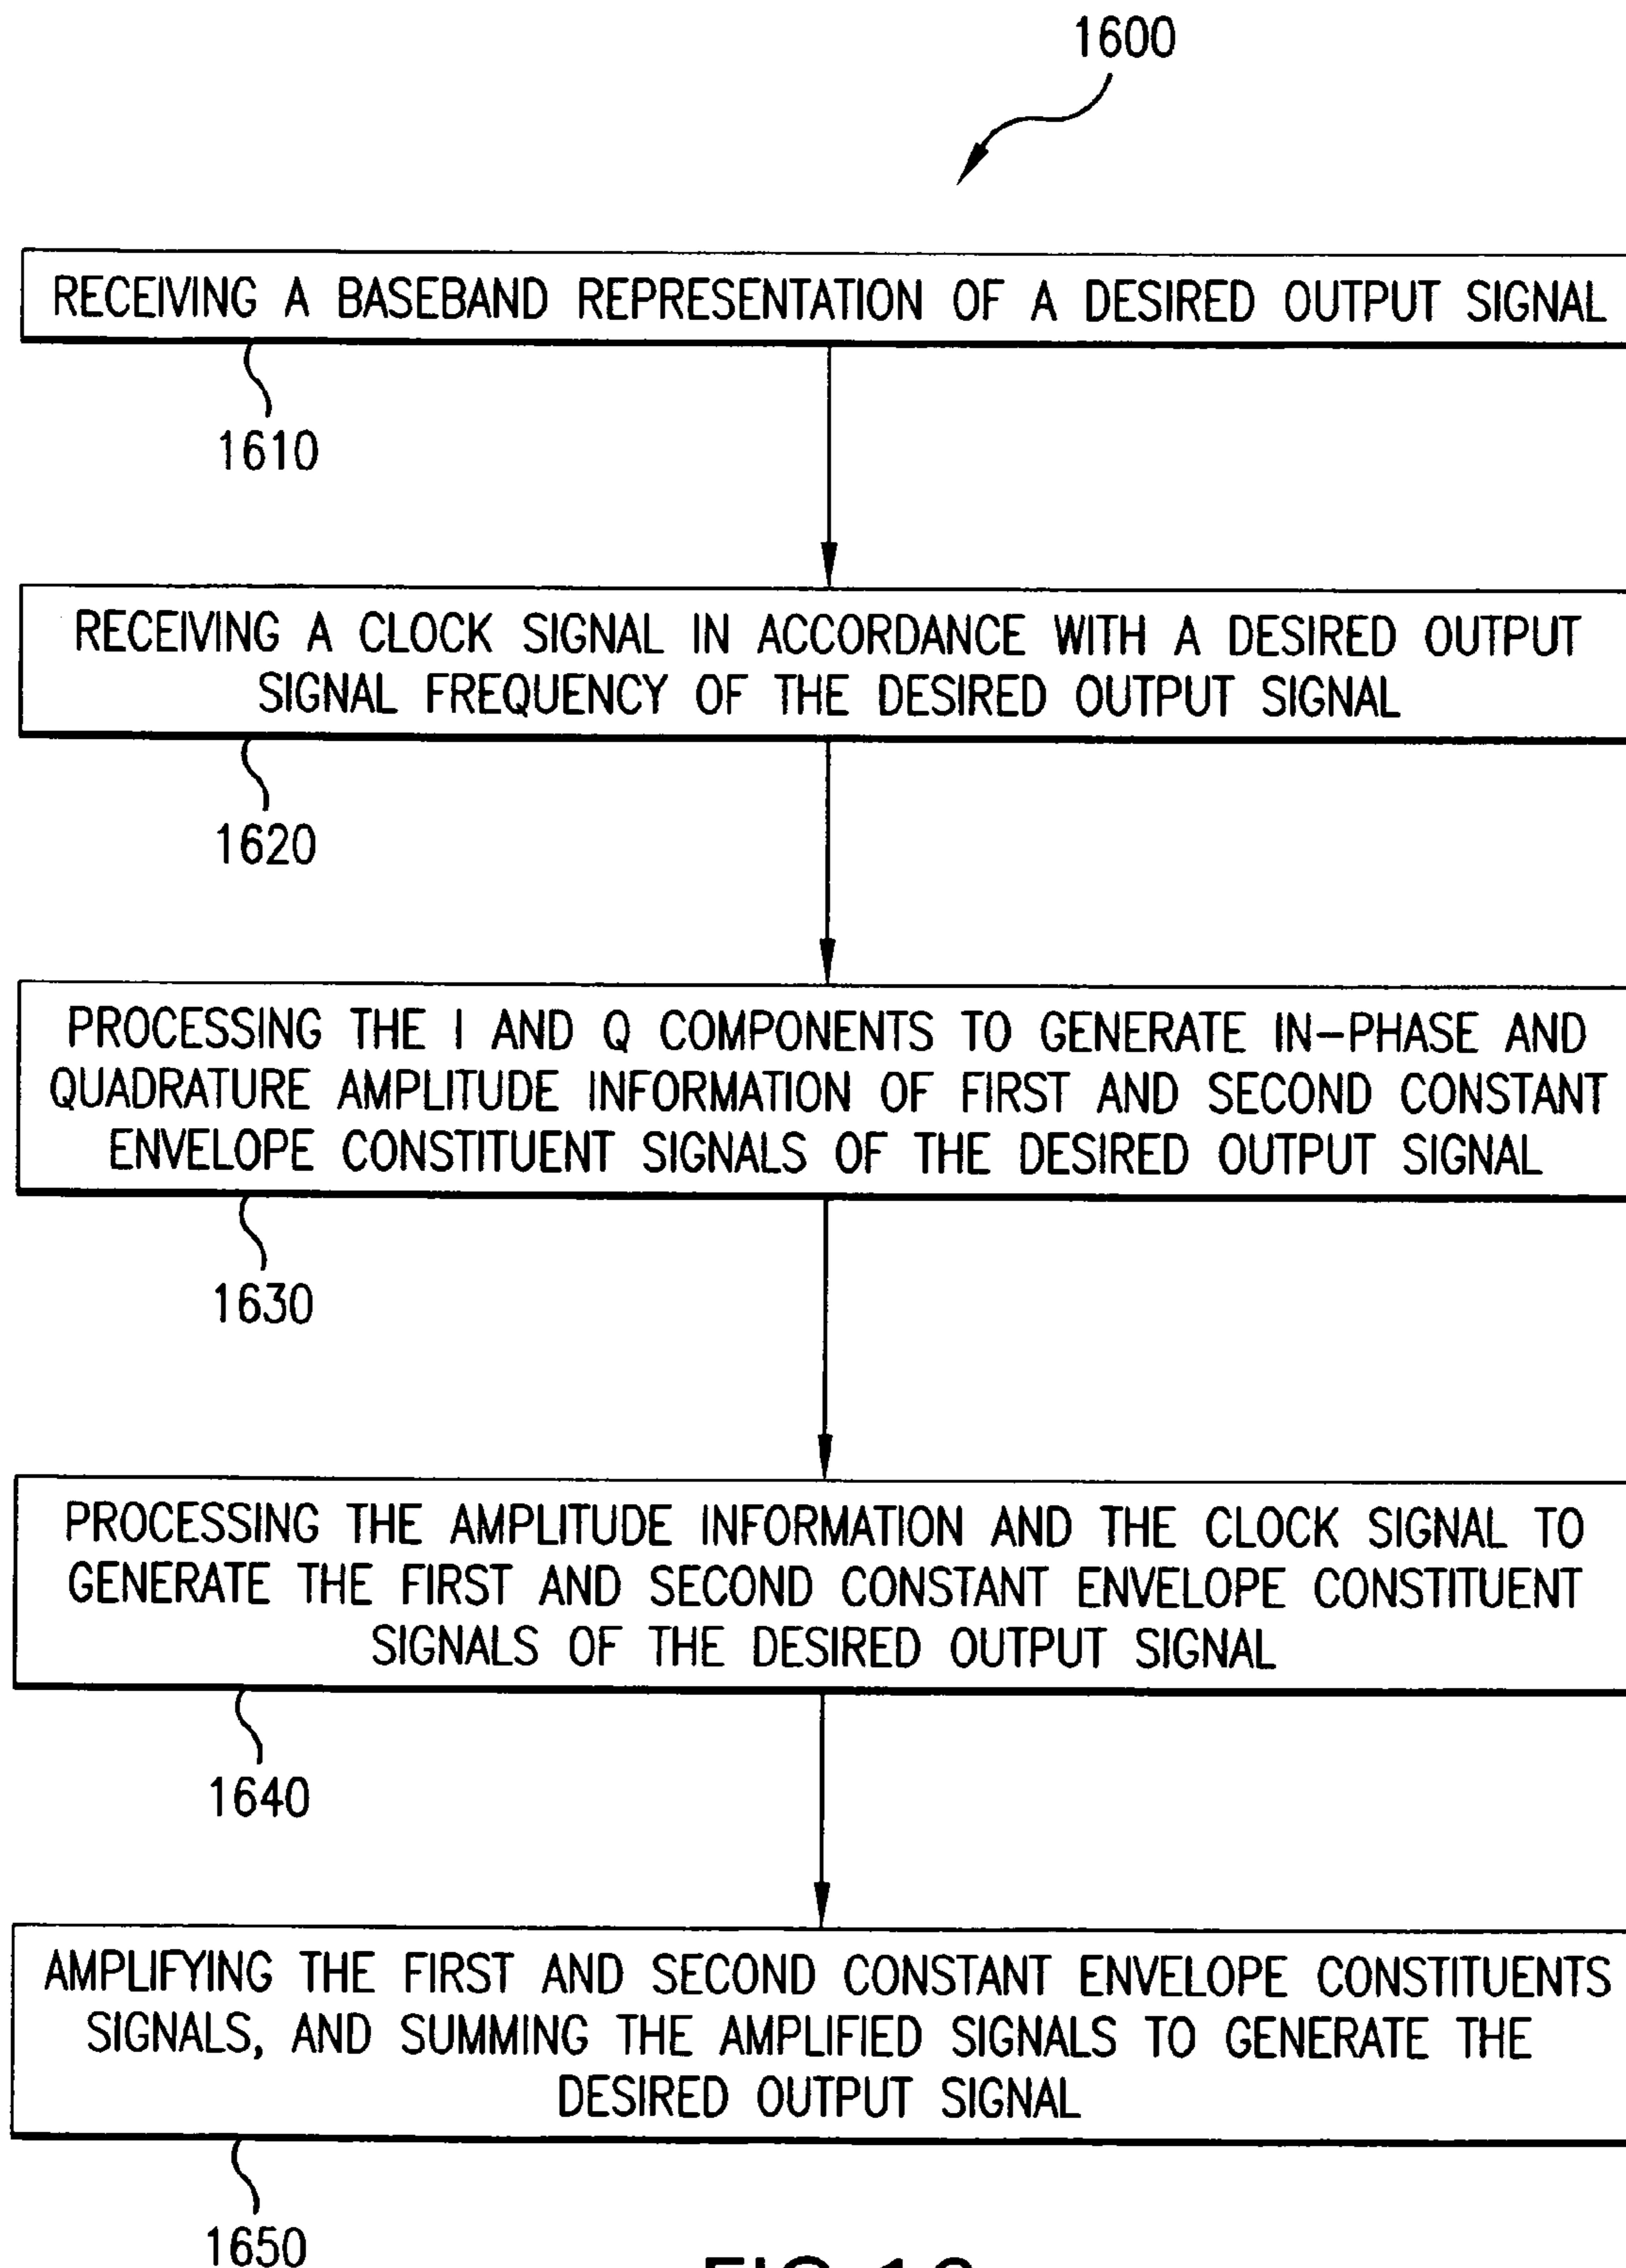 1600
RECEIVING A BASEBAND REPRESENTATION OF A DESIRED OUTPUT SIGNAL
1610
RECEIVING A CLOCK SIGNAL IN ACCORDANCE WITH A DESIRED OUTPUT
SIGNAL FREQUENCY OF THE DESIRED OUTPUT SIGNAL
1620
PROCESSING THE I AND Q COMPONENTS TO GENERATE IN-PHASE AND
QUADRATURE AMPLITUDE INFORMATION OF FIRST AND SECOND CONSTANT
ENVELOPE CONSTITUENT SIGNALS OF THE DESIRED OUTPUT SIGNAL
1630
PROCESSING THE AMPLITUDE INFORMATION AND THE CLOCK SIGNAL TO
GENERATE THE FIRST AND SECOND CONSTANT ENVELOPE CONSTITUENT
SIGNALS OF THE DESIRED OUTPUT SIGNAL
1640
AMPLIFYING THE FIRST AND SECOND CONSTANT ENVELOPE CONSTITUENTS
SIGNALS, AND SUMMING THE AMPLIFIED SIGNALS TO GENERATE THE
DESIRED OUTPUT SIGNAL
1650